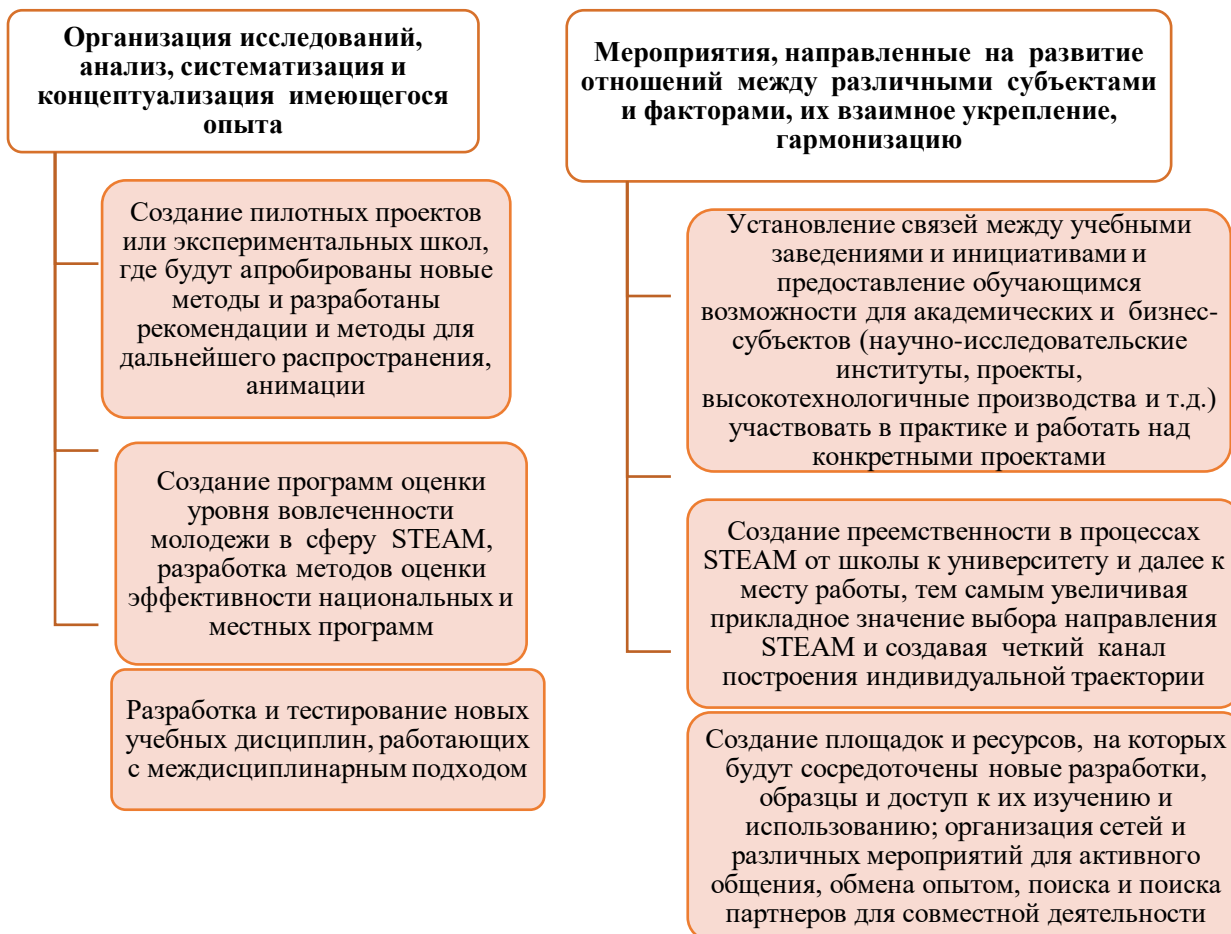 Организация исследований,
анализ, систематизация и
концептуализация имеющегося
опыта
Создание пилотных проектов
или экспериментальных школ,
где будут апробированы новые
методы и разработаны
рекомендации и методы для
дальнейшего распространения,
анимации
Создание программ оценки
уровня вовлеченности
молодежи в сферу STEAM,
разработка методов оценки
эффективности национальных и
местных программ
Разработка и тестирование новых
учебных дисциплин, работающих
с междисциплинарным подходом
Мероприятия, направленные на развитие
отношений между различными субъектами
и факторами, их взаимное укрепление,
гармонизацию
Установление связей между учебными
заведениями и инициативами и
предоставление обучающимся
возможности для академических и бизнес-
субъектов (научно-исследовательские
институты, проекты,
высокотехнологичные производства и т.д.)
участвовать в практике и работать над
конкретными проектами
Создание преемственности в процессах
STEAM от школы к университету и далее к
месту работы, тем самым увеличивая
прикладное значение выбора направления
STEAM и создавая четкий канал
построения индивидуальной траектории
Создание площадок и ресурсов, на которых
будут сосредоточены новые разработки,
образцы и доступ к их изучению и
использованию; организация сетей и
различных мероприятий для активного
общения, обмена опытом, поиска и поиска
партнеров для совместной деятельности